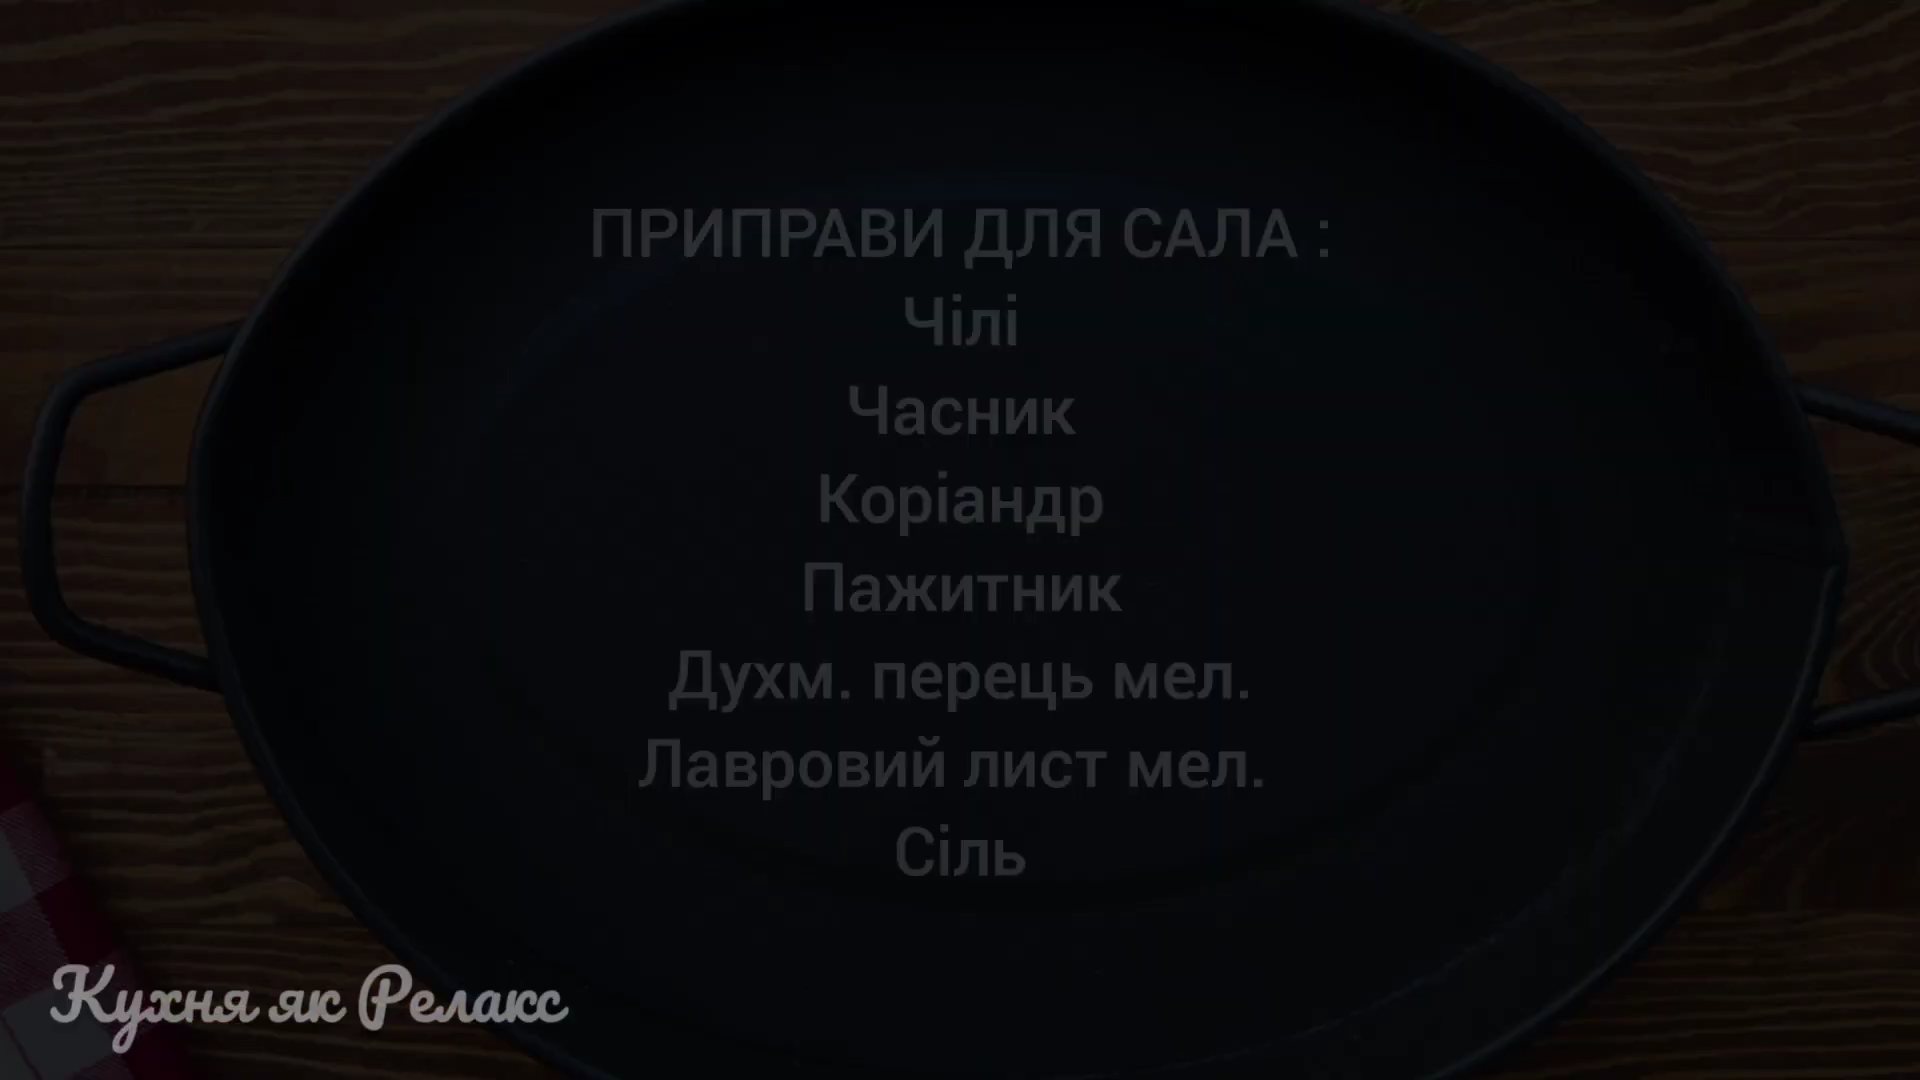 ПРИПРАВИ ДЛЯ САЛА :
Чілі
Часник
Коріандр
Пажитник
Духм. перець мел.
Лавровий лист мел.
Сіль
Кухня як Релакс